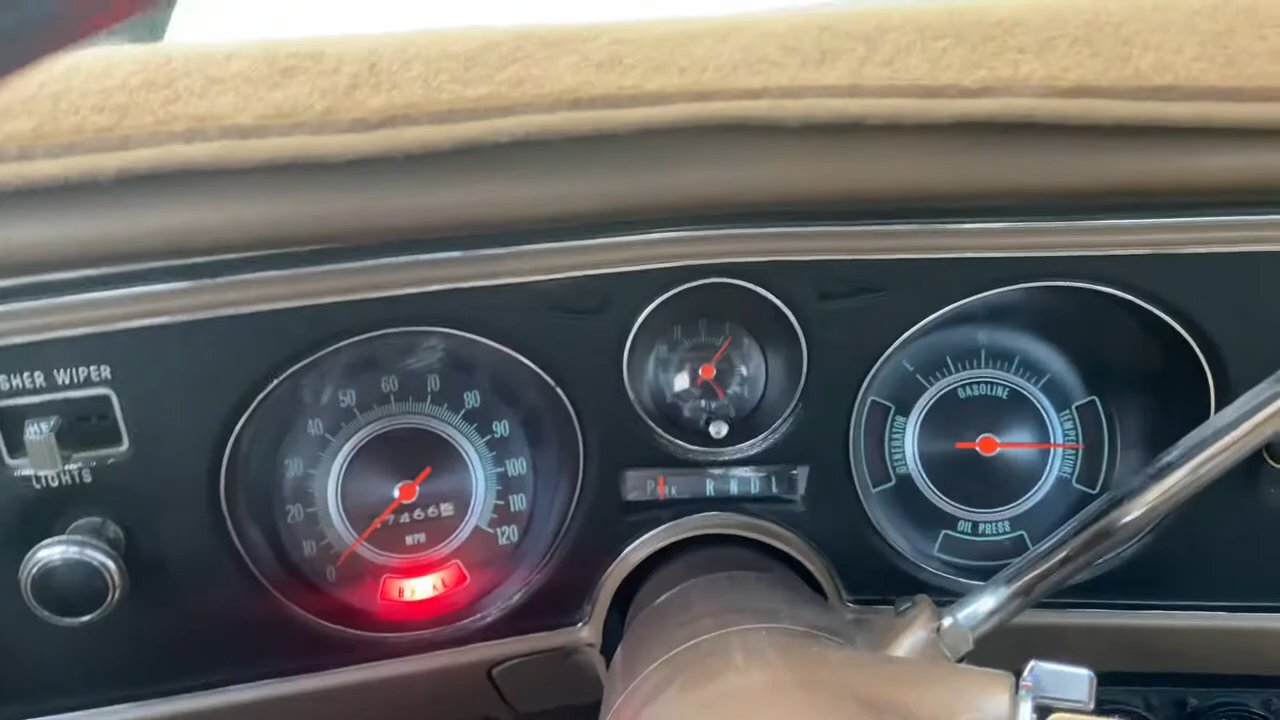 SHER WIPER
LIGHTS
0
10
20
30
40
50
60
70
80
90
100
110
120
MPH
BRAKE
PARK R N D L
E
GASOLINE
GENERATOR
TEMPERATURE
OIL PRESS